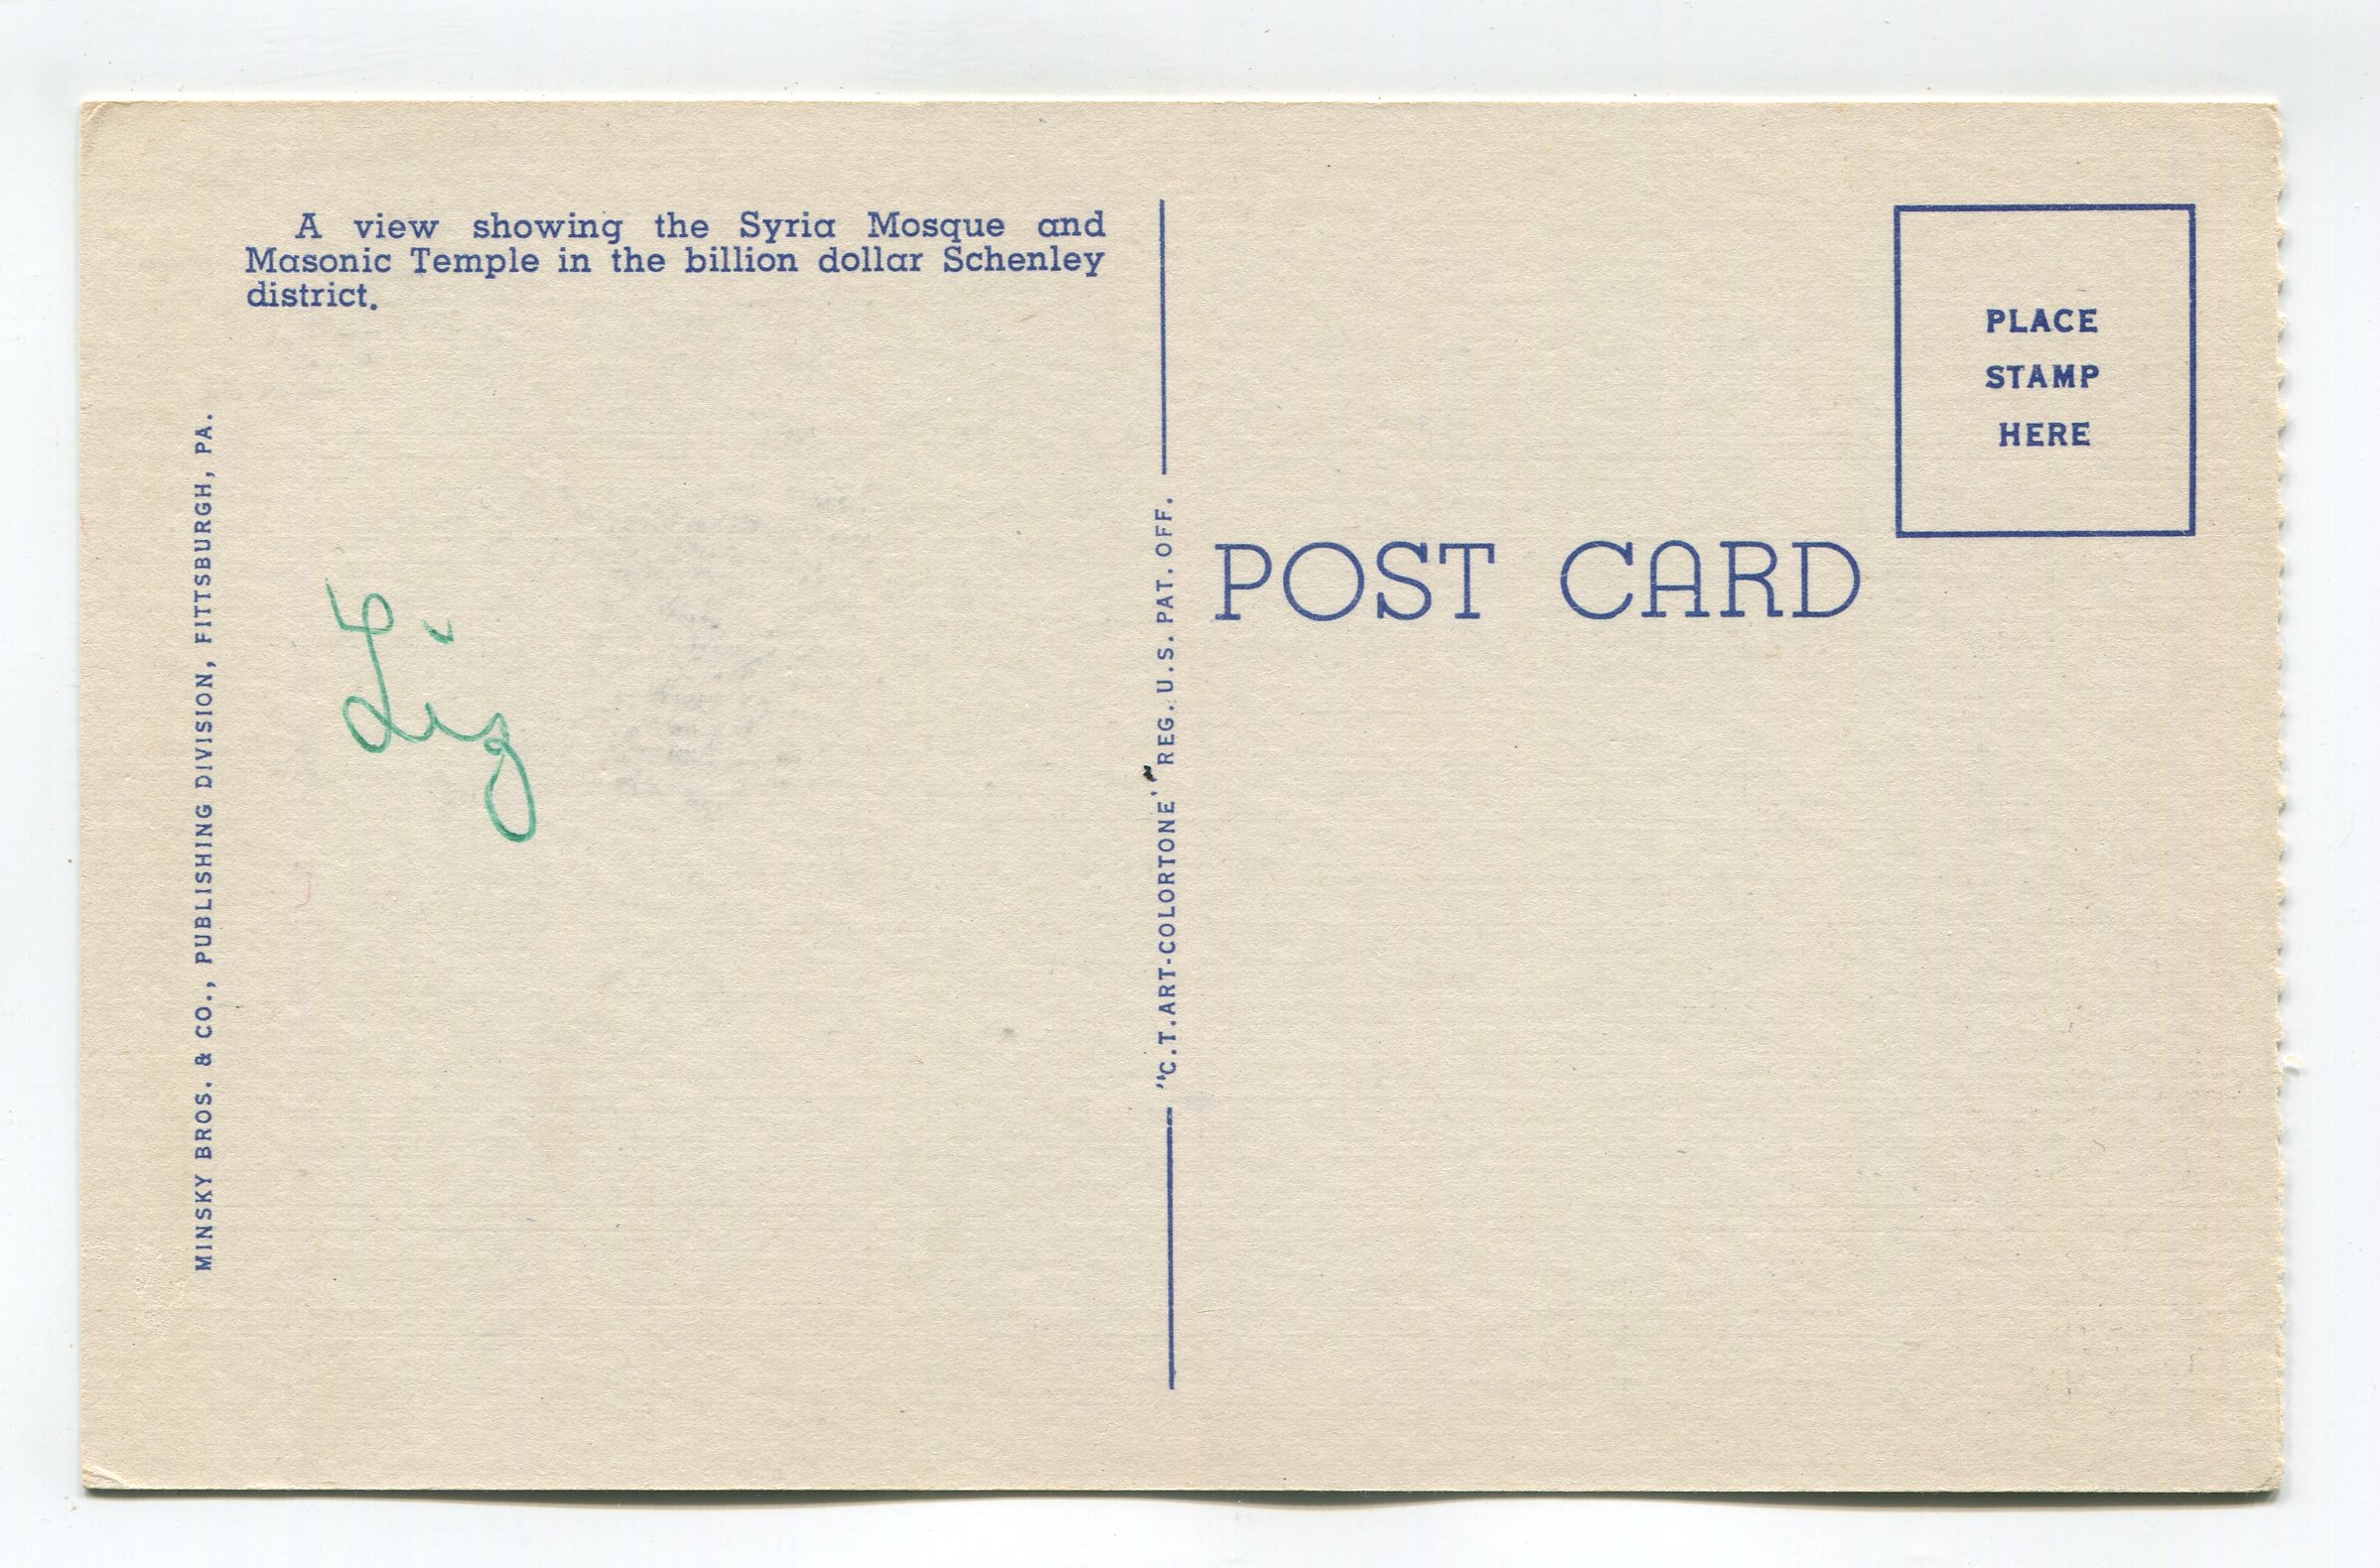 A view showing the Syria Mosque and
Masonic Temple in the billion dollar Schenley
district.
MINSKY BROS. & CO., PUBLISHING DIVISION, FITTSBURGH, PA.
Liz
"C.T.ART-COLORTONE" REG. U.S. PAT. OFF.
POST CARD
PLACE
STAMP
HERE